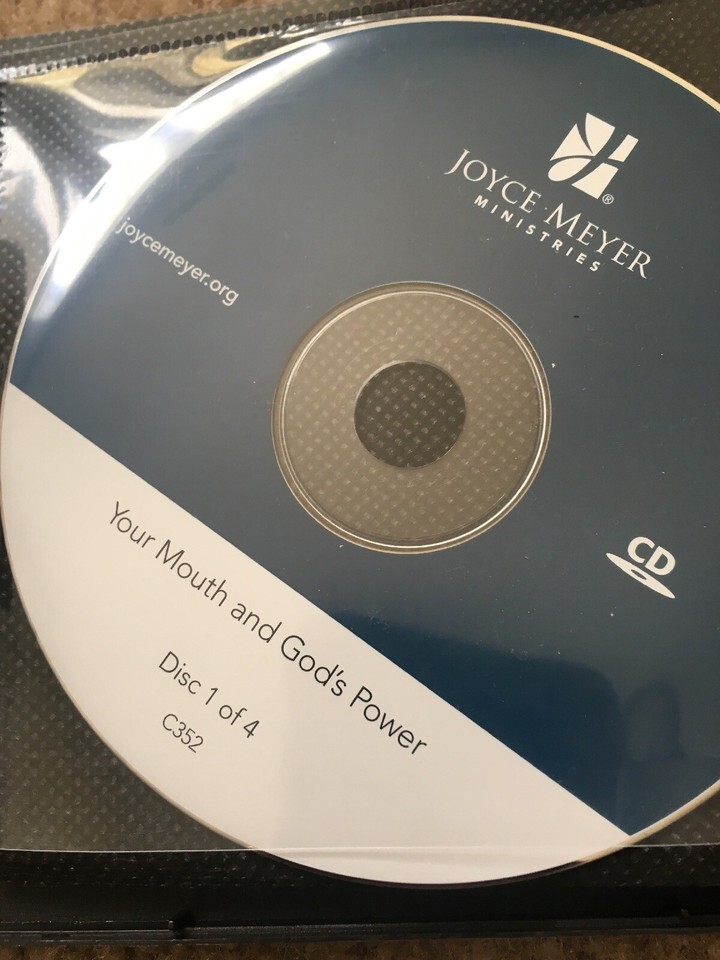 JOYCE MEYER®
MINISTRIES
joycemeyer.org
CD
Your Mouth and God's Power
Disc 1 of 4
C352